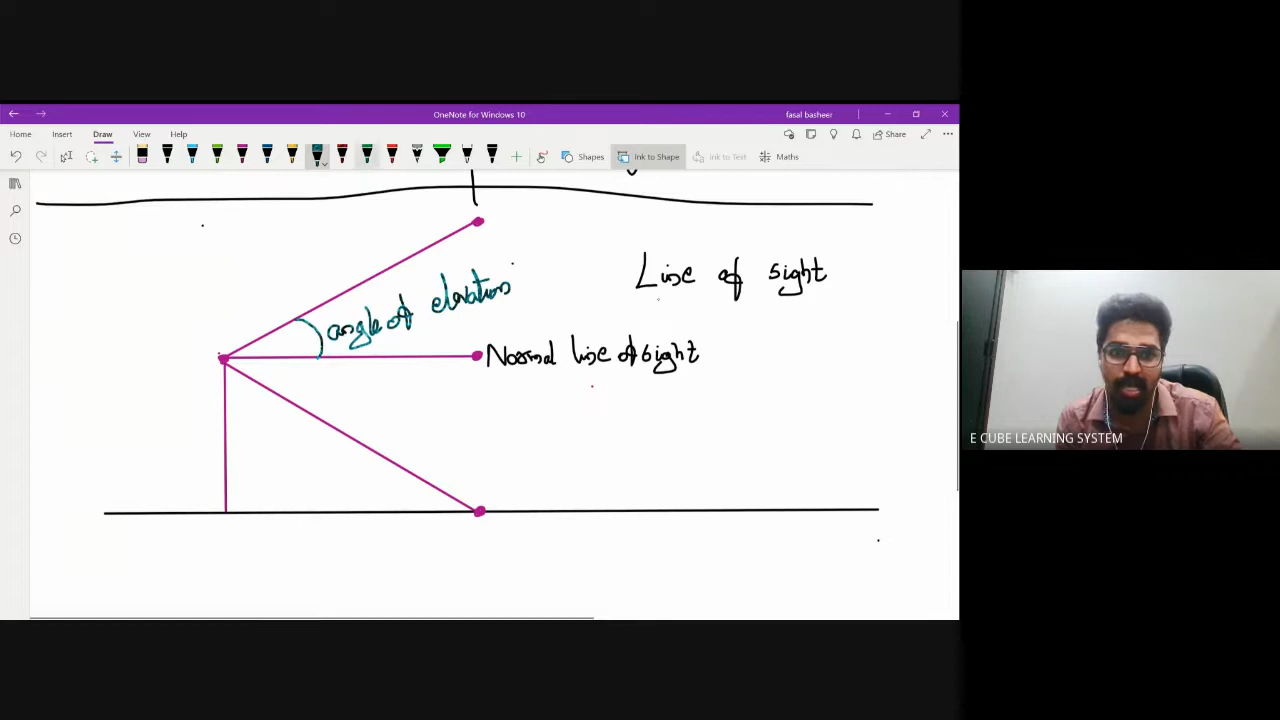 OneNote for Windows 10
fasal basheer
Home Insert Draw View Help
Share
Shapes
Ink to Shape
Ink to Text
Maths
Line of sight
angle of elevation
Normal line of sight
E CUBE LEARNING SYSTEM